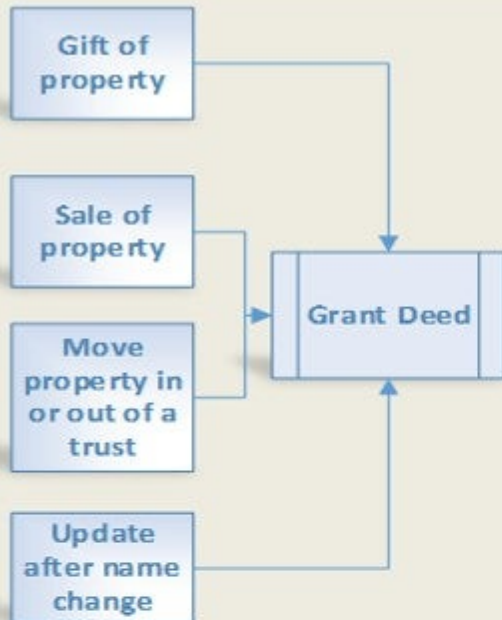 Gift of
property
Sale of
property
Move
property in
or out of a
trust
Update
after name
change
Grant Deed